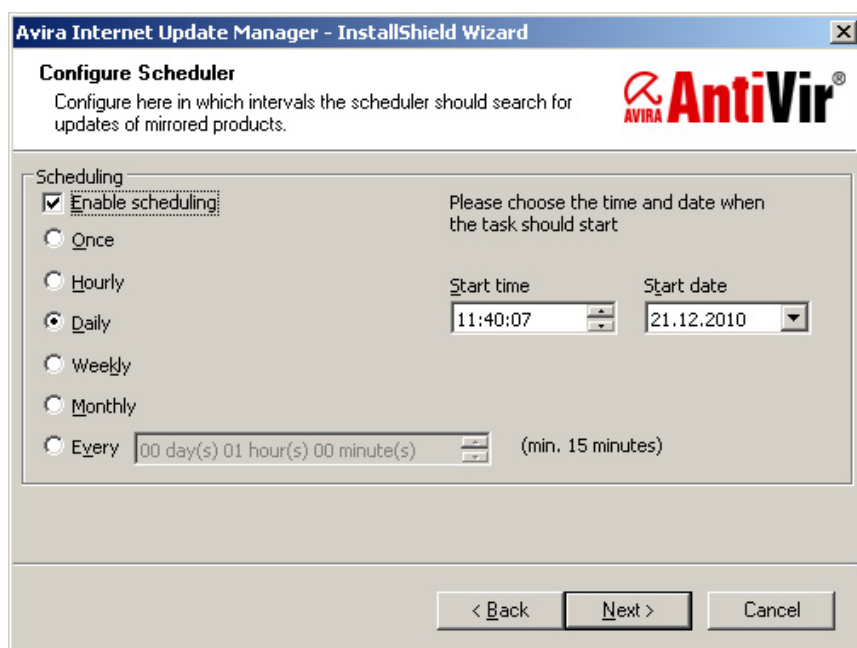 Avira Internet Update Manager - InstallShield Wizard
Configure Scheduler
Configure here in which intervals the scheduler should search for
updates of mirrored products.
AVIRA AntiVir®
Scheduling
Enable scheduling
Once
Hourly
Daily
Weekly
Monthly
Every 00 day(s) 01 hour(s) 00 minute(s) (min. 15 minutes)
Please choose the time and date when
the task should start
Start time Start date
11:40:07 21.12.2010
< Back Next > Cancel